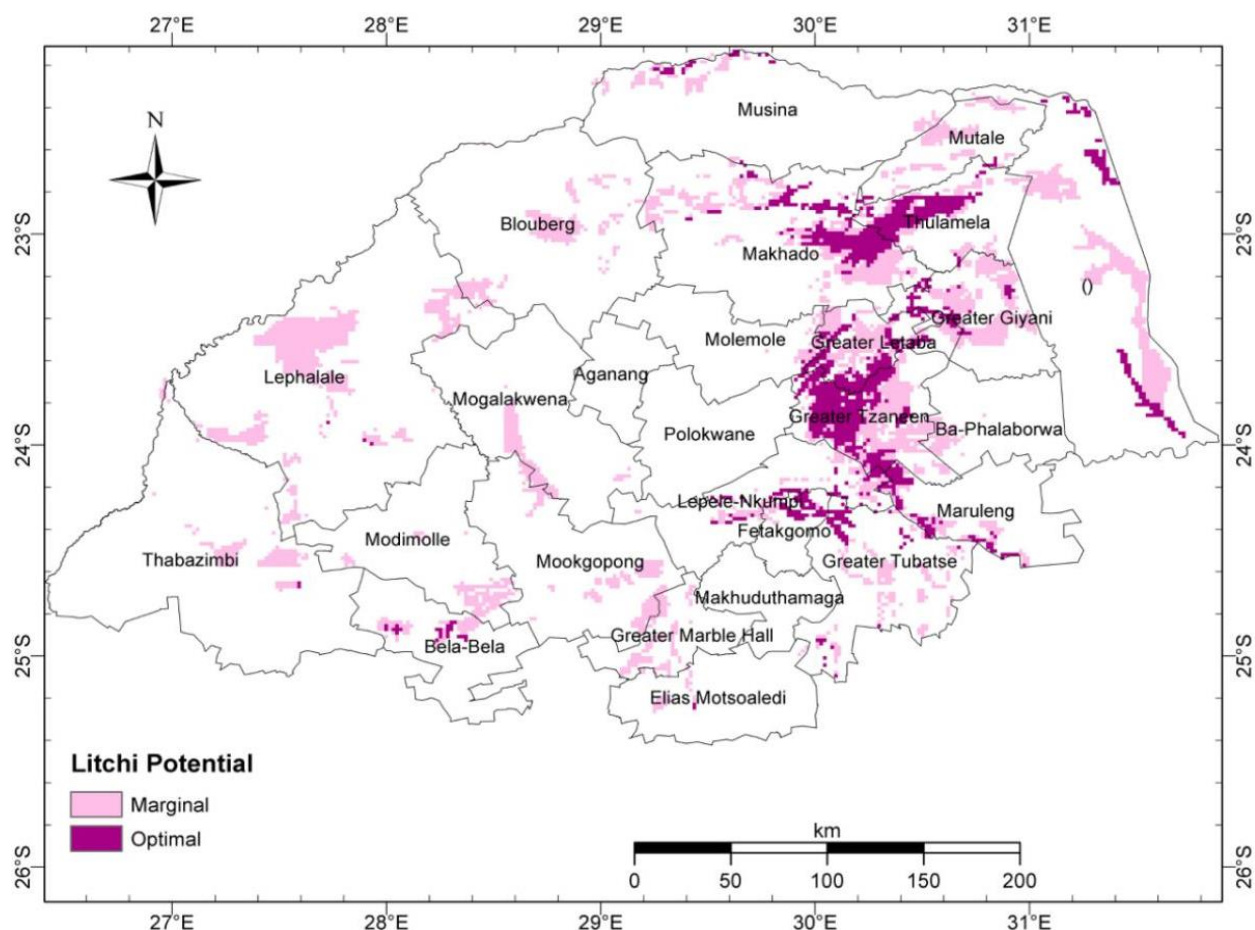 27°E 28°E 29°E 30°E 31°E
N
Musina
Mutale
23°S 23°S
Blouberg
Thulamela
Makhado
()
Greater Giyani
Molemole
Greater Letaba
Lephalale
Aganang
Mogalakwena
Greater Tzaneen
Ba-Phalaborwa
Polokwane
24°S 24°S
Lepele-Nkumpi
Maruleng
Fetakgomo
Modimolle
Thabazimbi
Mookgopong
Greater Tubatse
Makhuduthamaga
Greater Marble Hall
Bela-Bela
25°S 25°S
Elias Motsoaledi
Litchi Potential
Marginal
Optimal
km
0 50 100 150 200
26°S 26°S
27°E 28°E 29°E 30°E 31°E